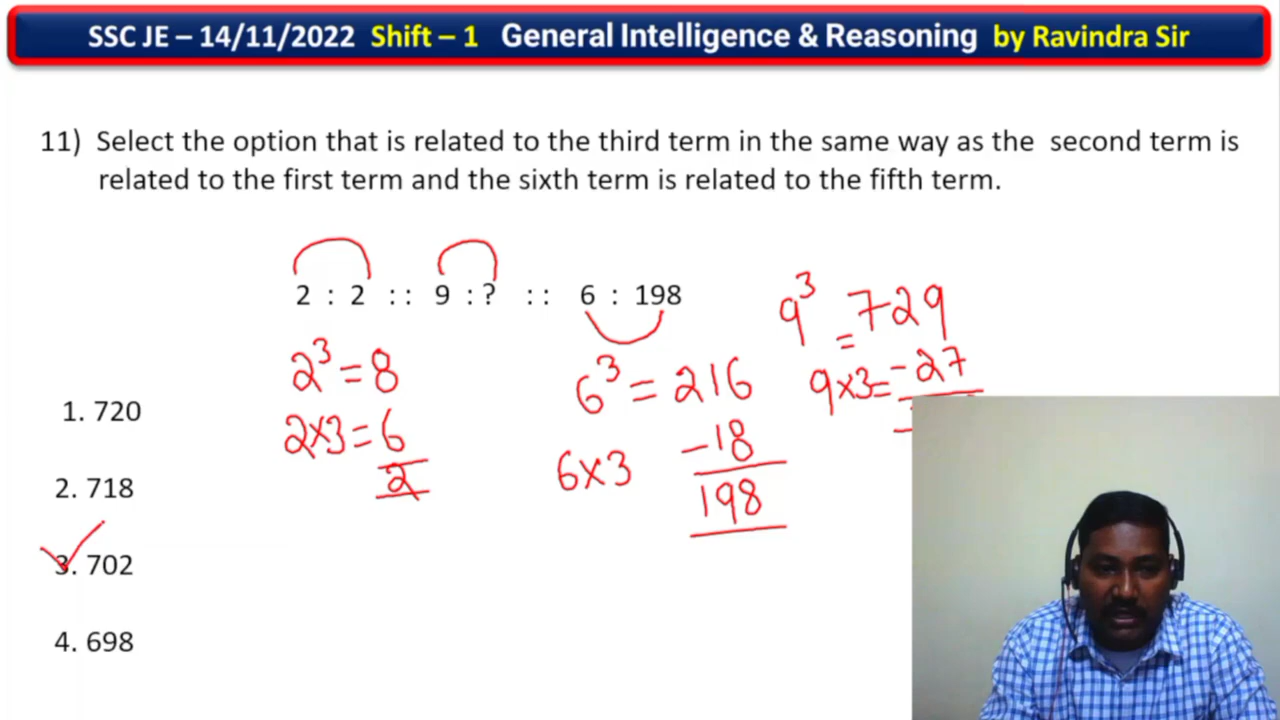 SSC JE – 14/11/2022 Shift – 1 General Intelligence & Reasoning by Ravindra Sir
11) Select the option that is related to the third term in the same way as the second term is
related to the first term and the sixth term is related to the fifth term.
2 : 2 :: 9 : ? :: 6 : 198
2³ = 8
2×3 = 6
2
6³ = 216
6×3 −18
198
9³ = 729
9×3 = −27
1. 720
2. 718
3. 702
4. 698